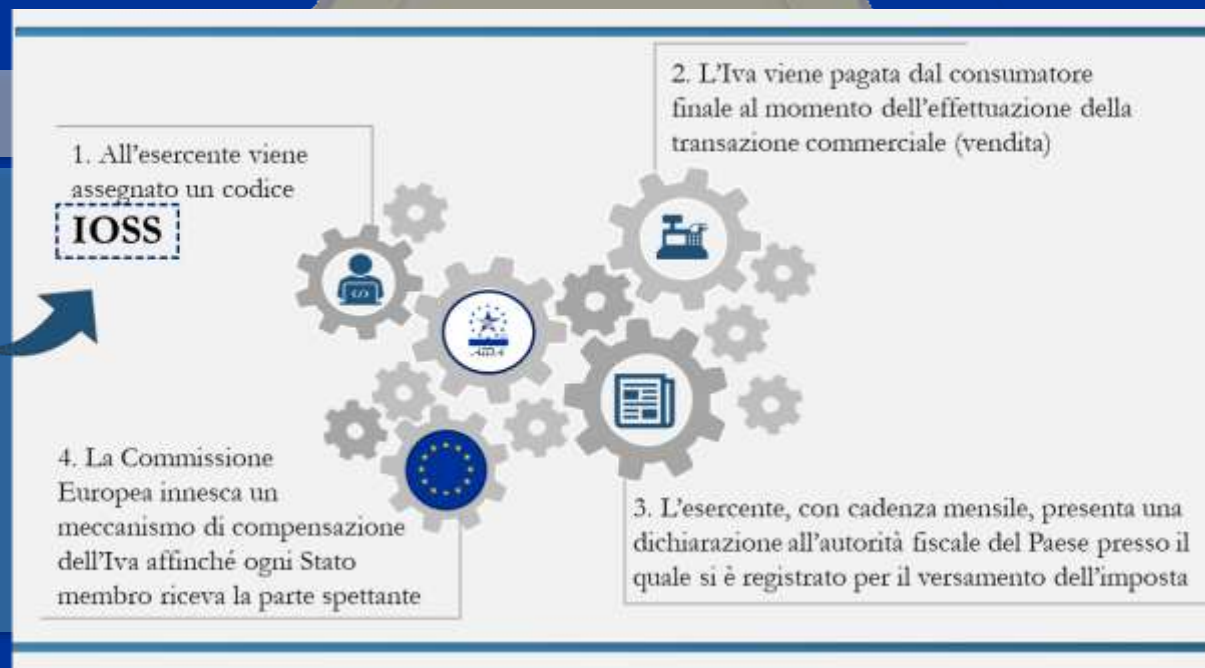 1. All'esercente viene
assegnato un codice
IOSS
2. L'Iva viene pagata dal consumatore
finale al momento dell'effettuazione della
transazione commerciale (vendita)
3. L'esercente, con cadenza mensile, presenta una
dichiarazione all'autorità fiscale del Paese presso il
quale si è registrato per il versamento dell'imposta
4. La Commissione
Europea innesca un
meccanismo di compensazione
dell'Iva affinché ogni Stato
membro riceva la parte spettante